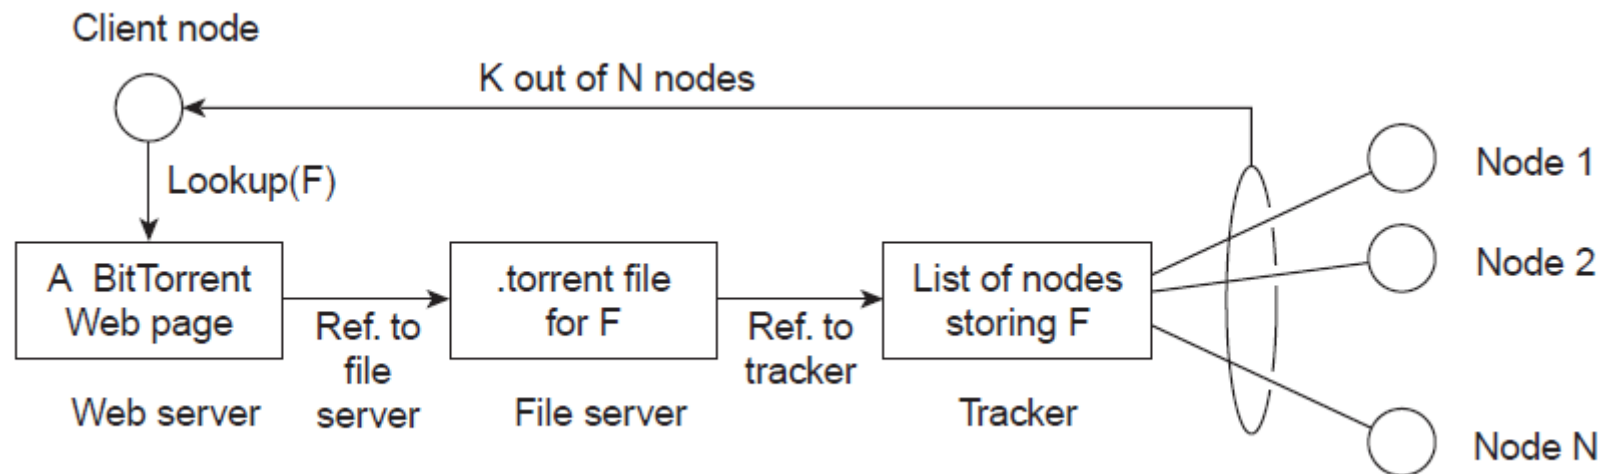 Client node
K out of N nodes
Lookup(F)
Node 1
Node 2
A BitTorrent
Web page
Ref. to
file
server
.torrent file
for F
Ref. to
tracker
List of nodes
storing F
Web server
File server
Tracker
Node N